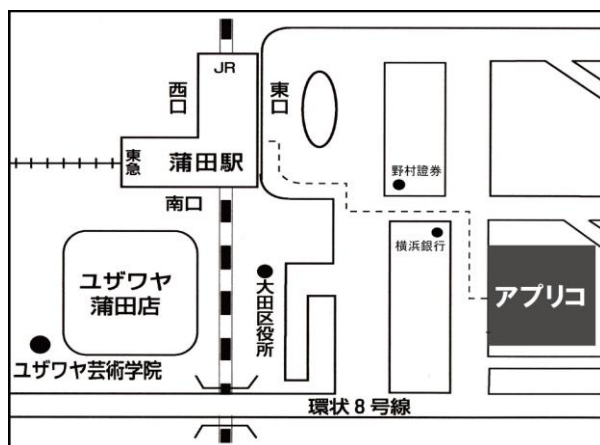 JR
西口
東口
東急
蒲田駅
南口
野村證券
横浜銀行
アプリコ
ユザワヤ
蒲田店
大田区役所
ユザワヤ芸術学院
環状8号線